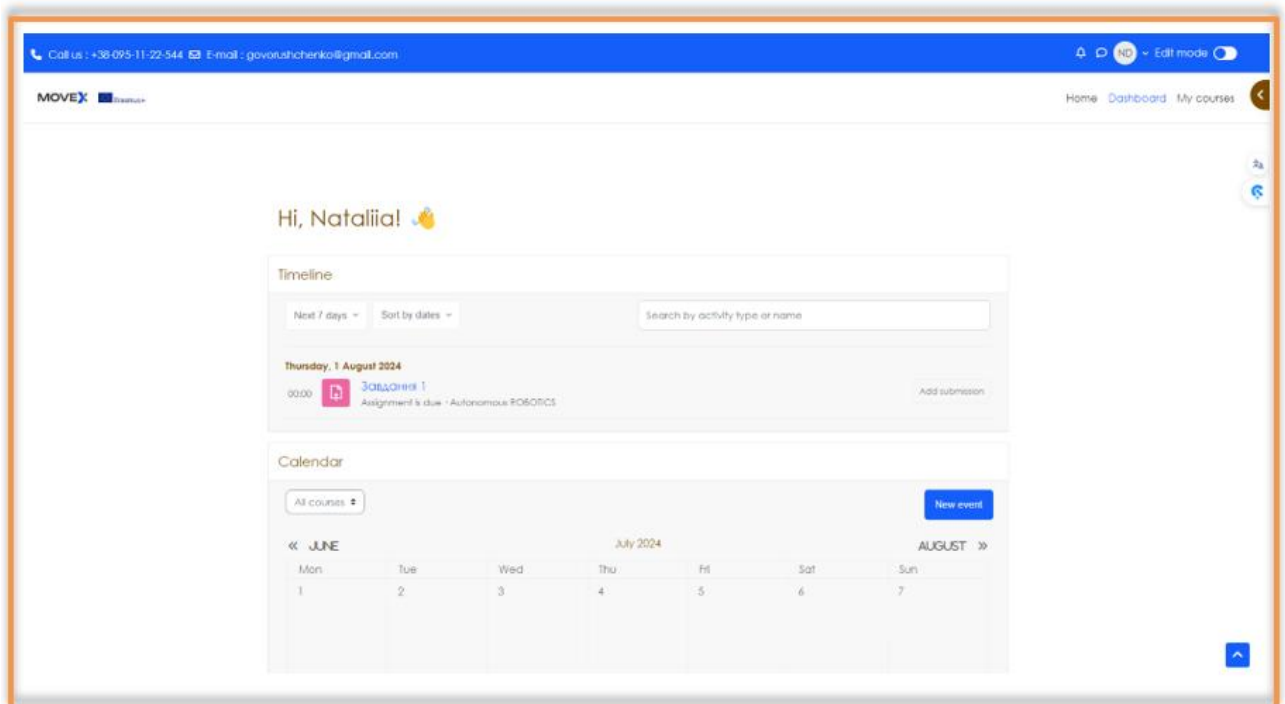 Call us : +38-095-11-22-544 E-mail : govorushchenko@gmail.com
ND Edit mode
MOVEX Erasmus+
Home Dashboard My courses
Hi, Nataliia!
Timeline
Next 7 days Sort by dates Search by activity type or name
Thursday, 1 August 2024
00:00 Завдання 1 Add submission
Assignment is due · Autonomous ROBOTICS
Calendar
All courses New event
« JUNE July 2024 AUGUST »
Mon Tue Wed Thu Fri Sat Sun
1 2 3 4 5 6 7